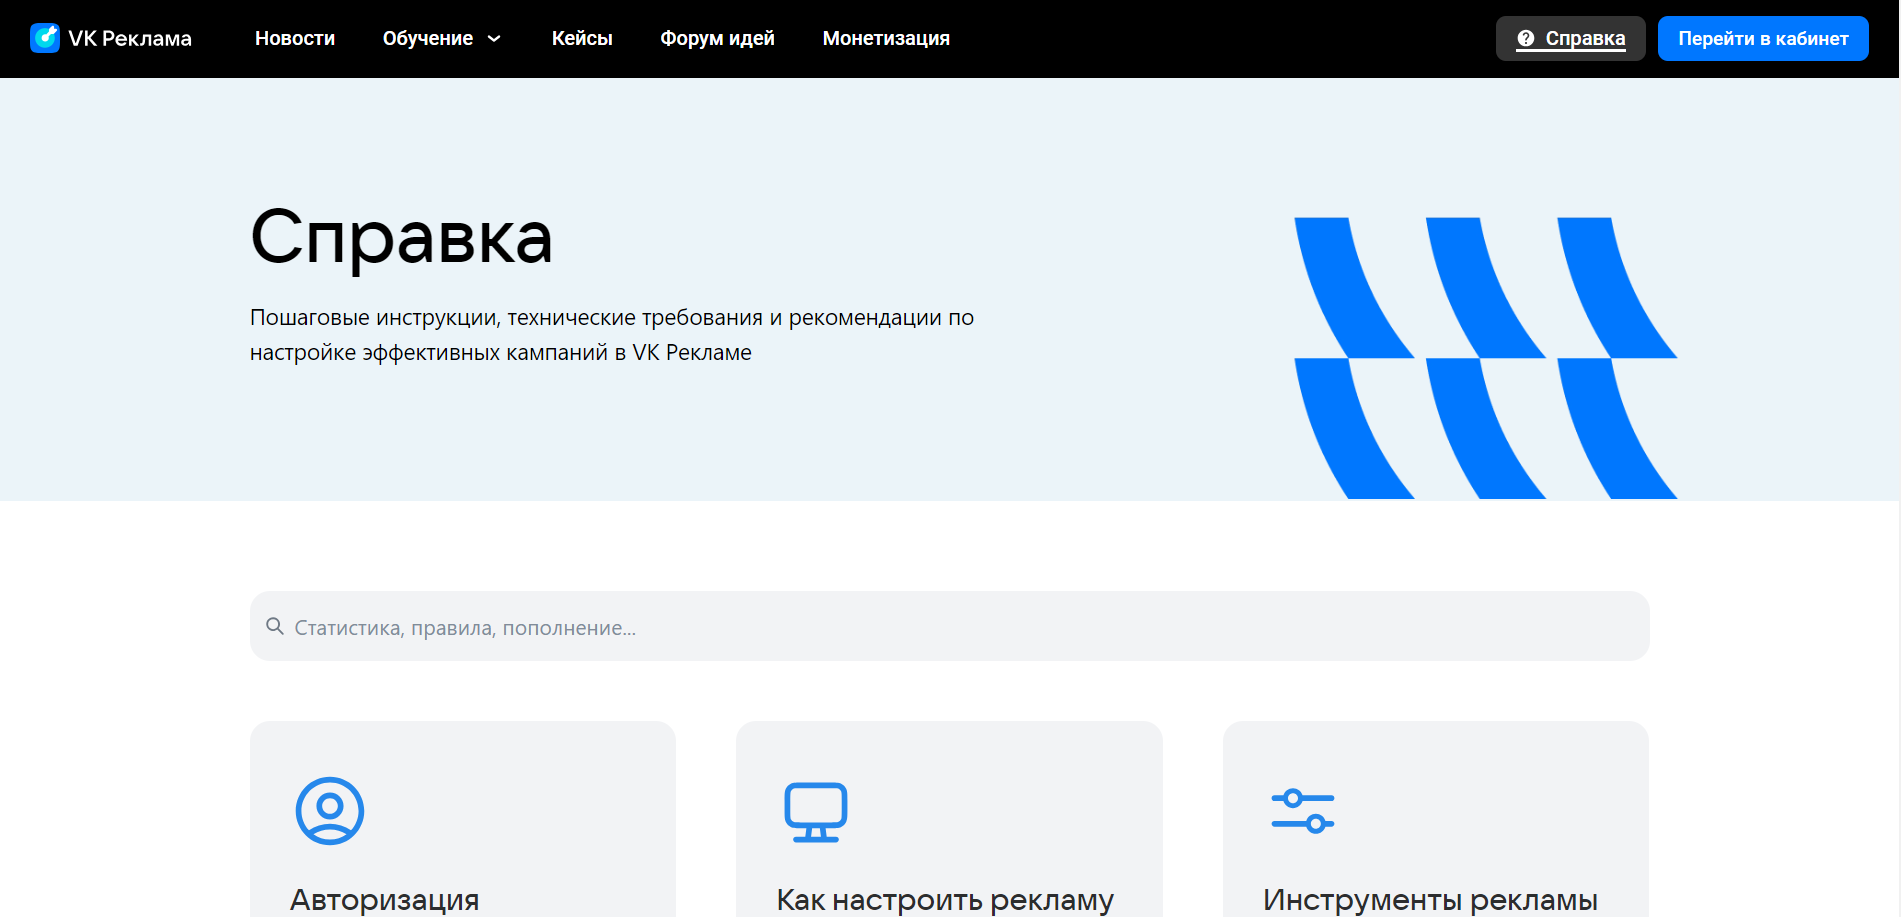 VK Реклама
Новости
Обучение
Кейсы
Форум идей
Монетизация
Справка
Перейти в кабинет
Справка
Пошаговые инструкции, технические требования и рекомендации по
настройке эффективных кампаний в VK Рекламе
Статистика, правила, пополнение...
Авторизация
Как настроить рекламу
Инструменты рекламы